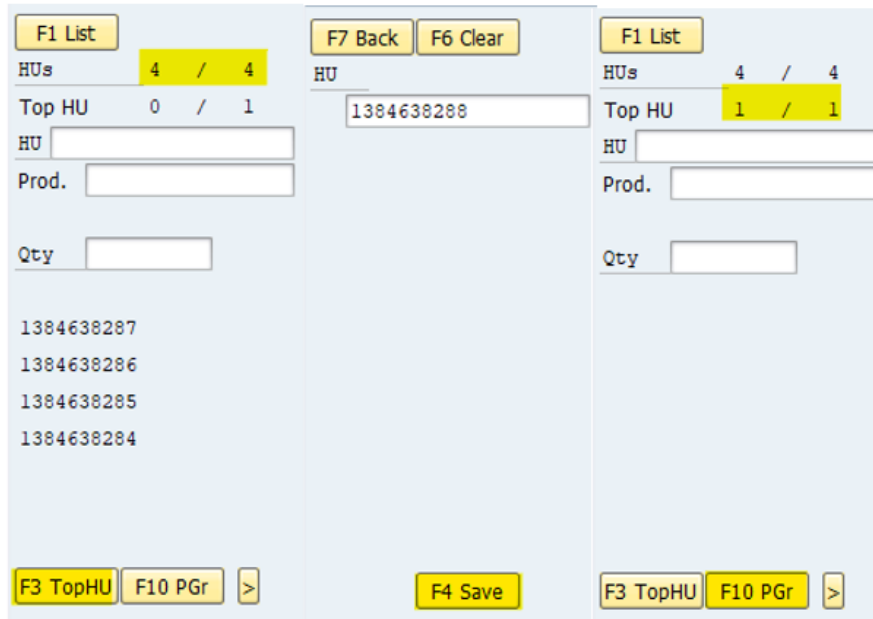 F1 List
HUs 4 / 4
Top HU 0 / 1
HU
Prod.
Qty
1384638287
1384638286
1384638285
1384638284
F3 TopHU F10 PGr >
F7 Back F6 Clear
HU
1384638288
F4 Save
F1 List
HUs 4 / 4
Top HU 1 / 1
HU
Prod.
Qty
F3 TopHU F10 PGr >